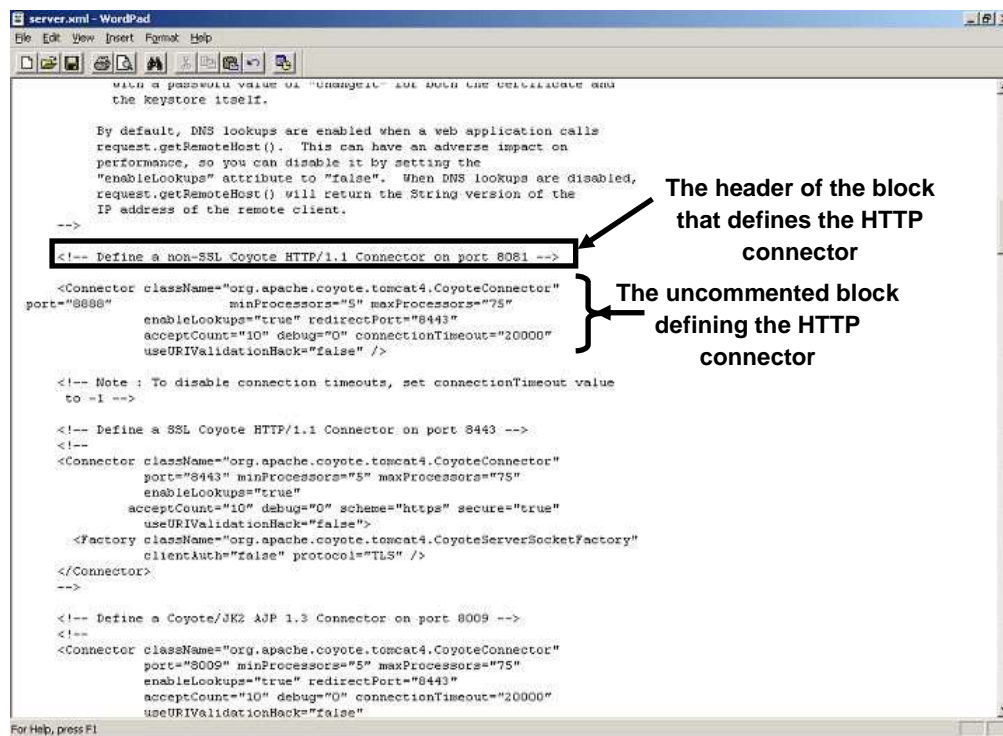 server.xml - WordPad
File Edit View Insert Format Help
with a password value of "changeit" for both the certificate and
the keystore itself.
By default, DNS lookups are enabled when a web application calls
request.getRemoteHost(). This can have an adverse impact on
performance, so you can disable it by setting the
"enableLookups" attribute to "false". When DNS lookups are disabled,
request.getRemoteHost() will return the String version of the
IP address of the remote client.
-->
<!-- Define a non-SSL Coyote HTTP/1.1 Connector on port 8081 -->
The header of the block
that defines the HTTP
connector
<Connector className="org.apache.coyote.tomcat4.CoyoteConnector"
port="8888" minProcessors="5" maxProcessors="75"
enableLookups="true" redirectPort="8443"
acceptCount="10" debug="0" connectionTimeout="20000"
useURIValidationHack="false" />
The uncommented block
defining the HTTP
connector
<!-- Note : To disable connection timeouts, set connectionTimeout value
to -1 -->
<!-- Define a SSL Coyote HTTP/1.1 Connector on port 8443 -->
<!--
<Connector className="org.apache.coyote.tomcat4.CoyoteConnector"
port="8443" minProcessors="5" maxProcessors="75"
enableLookups="true"
acceptCount="10" debug="0" scheme="https" secure="true"
useURIValidationHack="false">
<Factory className="org.apache.coyote.tomcat4.CoyoteServerSocketFactory"
clientAuth="false" protocol="TLS" />
</Connector>
-->
<!-- Define a Coyote/JK2 AJP 1.3 Connector on port 8009 -->
<!--
<Connector className="org.apache.coyote.tomcat4.CoyoteConnector"
port="8009" minProcessors="5" maxProcessors="75"
enableLookups="true" redirectPort="8443"
acceptCount="10" debug="0" connectionTimeout="20000"
useURIValidationHack="false"
For Help, press F1